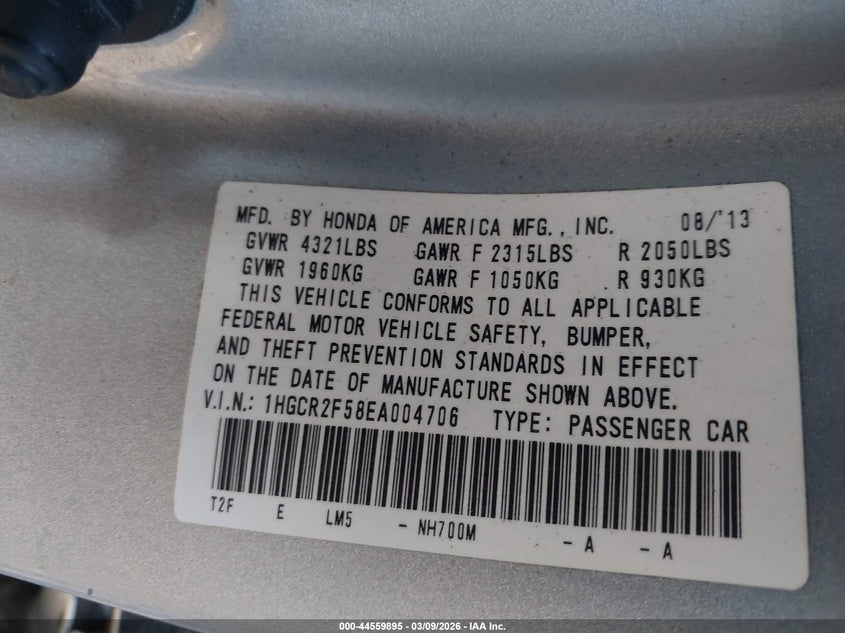 MFD. BY HONDA OF AMERICA MFG., INC. 08/'13
GVWR 4321LBS GAWR F 2315LBS R 2050LBS
GVWR 1960KG GAWR F 1050KG R 930KG
THIS VEHICLE CONFORMS TO ALL APPLICABLE
FEDERAL MOTOR VEHICLE SAFETY, BUMPER,
AND THEFT PREVENTION STANDARDS IN EFFECT
ON THE DATE OF MANUFACTURE SHOWN ABOVE.
V.I.N.: 1HGCR2F58EA004706 TYPE: PASSENGER CAR
T2F E LM5 - NH700M - A - A
000-44559895 - 03/09/2026 - IAA Inc.